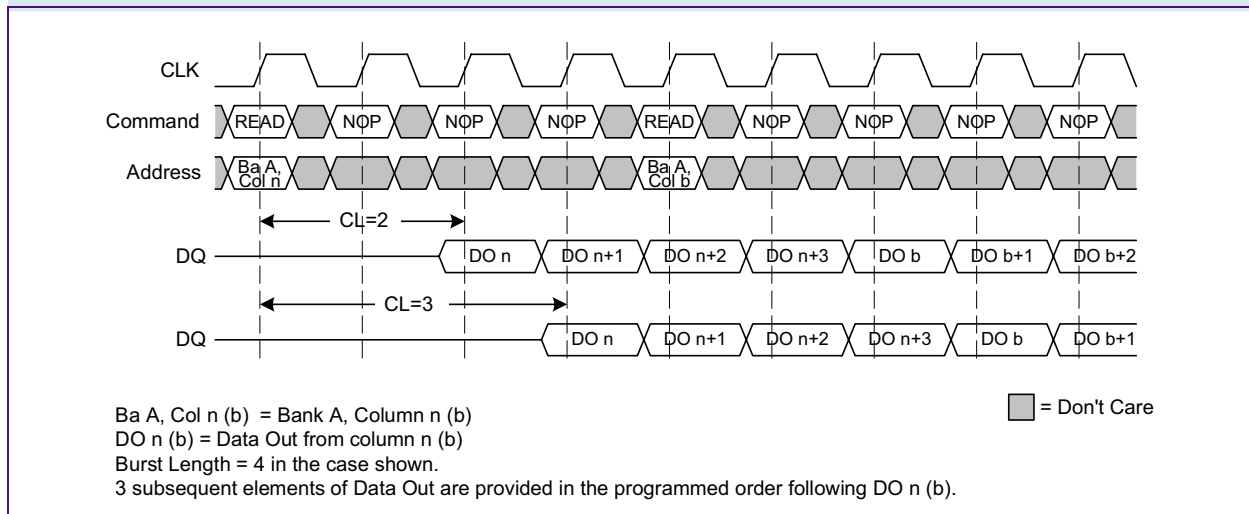 CLK
Command READ NOP NOP NOP READ NOP NOP NOP NOP
Address Ba A, Col n Ba A, Col b
CL=2
DQ DO n DO n+1 DO n+2 DO n+3 DO b DO b+1 DO b+2
CL=3
DQ DO n DO n+1 DO n+2 DO n+3 DO b DO b+1
Ba A, Col n (b) = Bank A, Column n (b)
= Don't Care
DO n (b) = Data Out from column n (b)
Burst Length = 4 in the case shown.
3 subsequent elements of Data Out are provided in the programmed order following DO n (b).